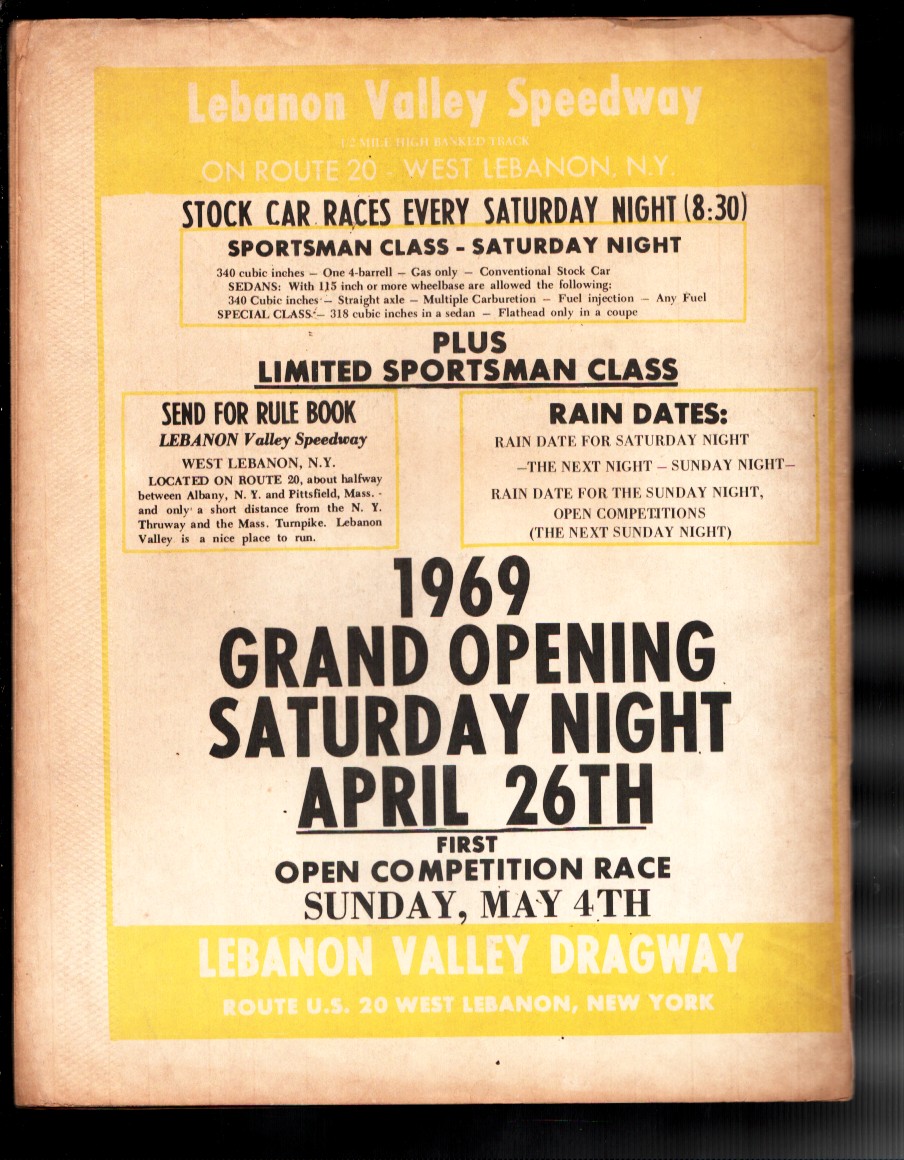 Lebanon Valley Speedway
1/2 MILE HIGH BANKED TRACK
ON ROUTE 20 - WEST LEBANON, N.Y.
STOCK CAR RACES EVERY SATURDAY NIGHT (8:30)
SPORTSMAN CLASS - SATURDAY NIGHT
340 cubic inches — One 4-barrell — Gas only — Conventional Stock Car
SEDANS: With 115 inch or more wheelbase are allowed the following:
340 Cubic inches — Straight axle — Multiple Carburetion — Fuel injection — Any Fuel
SPECIAL CLASS: — 318 cubic inches in a sedan — Flathead only in a coupe
PLUS
LIMITED SPORTSMAN CLASS
SEND FOR RULE BOOK
LEBANON Valley Speedway
WEST LEBANON, N.Y.
LOCATED ON ROUTE 20, about halfway
between Albany, N. Y. and Pittsfield, Mass. -
and only a short distance from the N. Y.
Thruway and the Mass. Turnpike. Lebanon
Valley is a nice place to run.
RAIN DATES:
RAIN DATE FOR SATURDAY NIGHT
—THE NEXT NIGHT — SUNDAY NIGHT—
RAIN DATE FOR THE SUNDAY NIGHT,
OPEN COMPETITIONS
(THE NEXT SUNDAY NIGHT)
1969
GRAND OPENING
SATURDAY NIGHT
APRIL 26TH
FIRST
OPEN COMPETITION RACE
SUNDAY, MAY 4TH
LEBANON VALLEY DRAGWAY
ROUTE U.S. 20 WEST LEBANON, NEW YORK